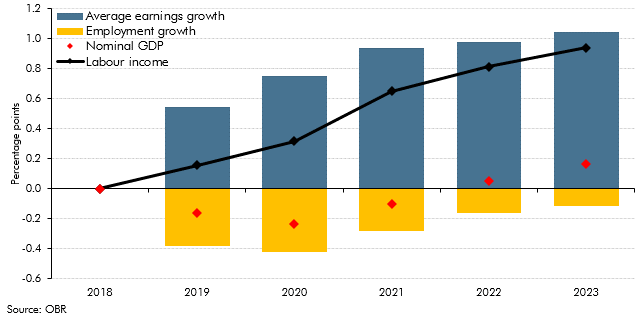 Average earnings growth
Employment growth
Nominal GDP
Labour income
Percentage points
1.2
1.0
0.8
0.6
0.4
0.2
0.0
-0.2
-0.4
-0.6
2018 2019 2020 2021 2022 2023
Source: OBR